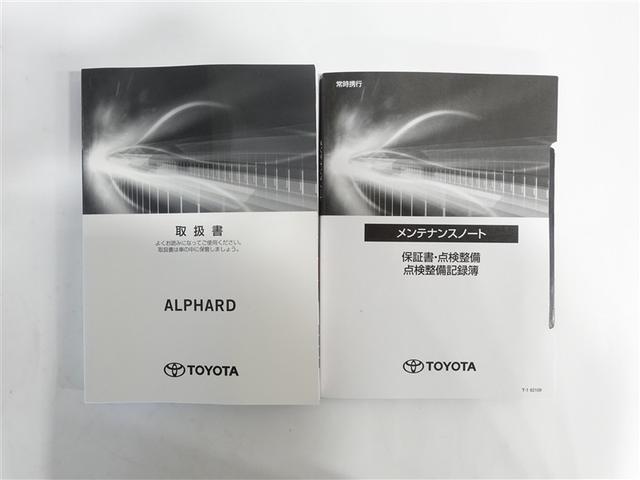 取扱書
よくお読みになってご使用ください。
取扱書は車の中に保管しましょう。
ALPHARD
TOYOTA
常時携行
メンテナンスノート
保証書・点検整備
点検整備記録簿
TOYOTA
T-1 62109